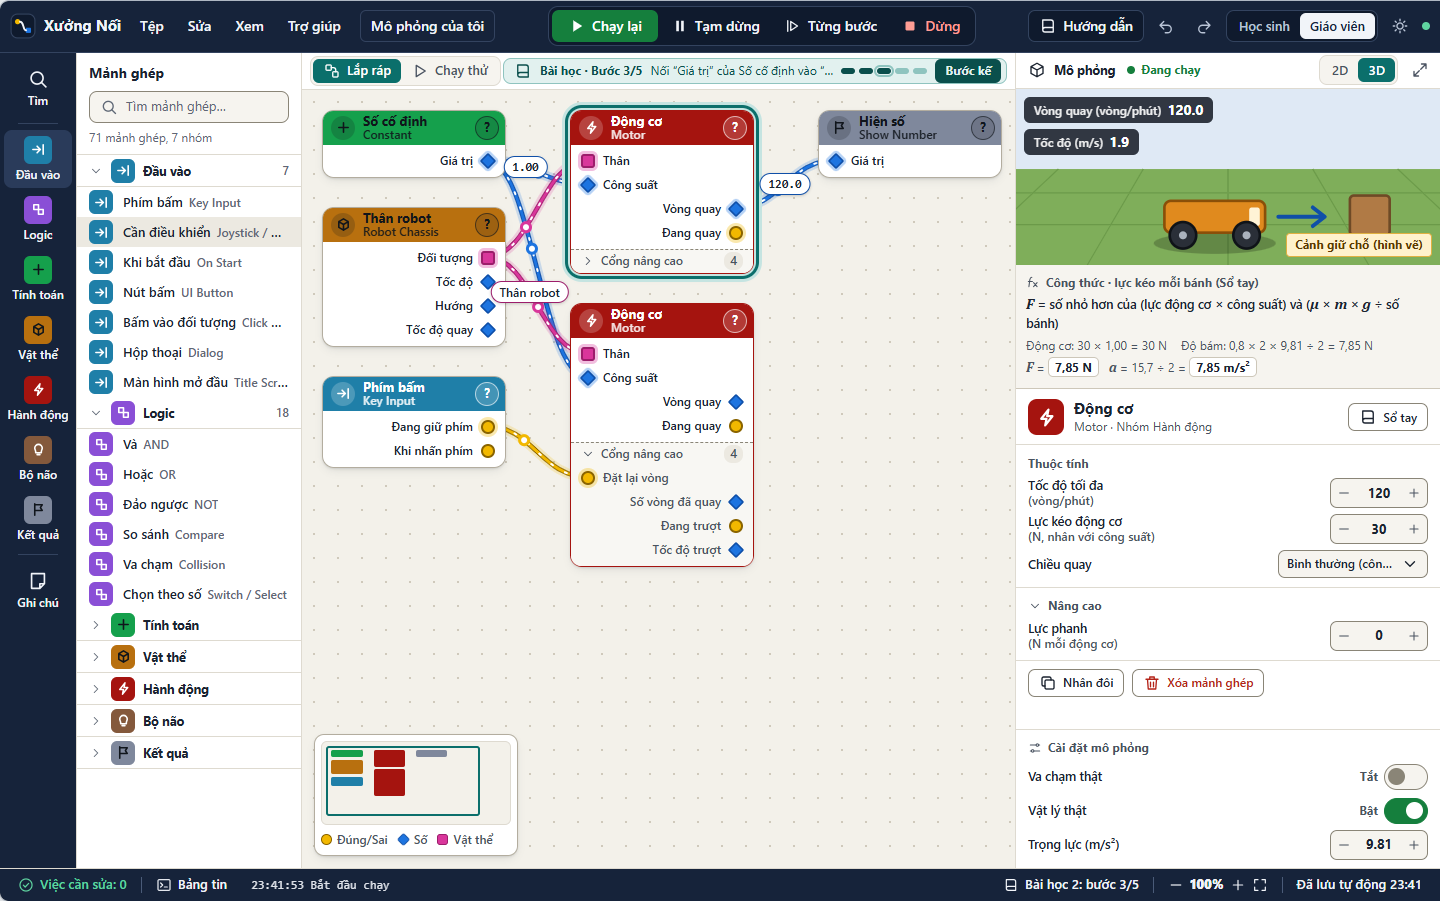 Xưởng Nối
Tệp
Sửa
Xem
Trợ giúp
Mô phỏng của tôi
Chạy lại
Tạm dừng
Từng bước
Dừng
Hướng dẫn
Học sinh
Giáo viên
Tìm
Đầu vào
Logic
Tính toán
Vật thể
Hành động
Bộ não
Kết quả
Ghi chú
Mảnh ghép
Tìm mảnh ghép...
71 mảnh ghép, 7 nhóm
Đầu vào 7
Phím bấm Key Input
Cần điều khiển Joystick / ...
Khi bắt đầu On Start
Nút bấm UI Button
Bấm vào đối tượng Click ...
Hộp thoại Dialog
Màn hình mở đầu Title Scr...
Logic 18
Và AND
Hoặc OR
Đảo ngược NOT
So sánh Compare
Va chạm Collision
Chọn theo số Switch / Select
Tính toán
Vật thể
Hành động
Bộ não
Kết quả
Lắp ráp
Chạy thử
Bài học · Bước 3/5 Nối “Giá trị” của Số cố định vào “...
Bước kế
Số cố định
Constant
?
Giá trị
1.00
Thân robot
Robot Chassis
?
Đối tượng
Tốc độ
Hướng
Tốc độ quay
Thân robot
Phím bấm
Key Input
?
Đang giữ phím
Khi nhấn phím
Động cơ
Motor
?
Thân
Công suất
Vòng quay
Đang quay
Cổng nâng cao 4
120.0
Động cơ
Motor
?
Thân
Công suất
Vòng quay
Đang quay
Cổng nâng cao 4
Đặt lại vòng
Số vòng đã quay
Đang trượt
Tốc độ trượt
Hiện số
Show Number
?
Giá trị
Đúng/Sai
Số
Vật thể
Mô phỏng
Đang chạy
2D
3D
Vòng quay (vòng/phút) 120.0
Tốc độ (m/s) 1.9
Cảnh giữ chỗ (hình vẽ)
fx Công thức · lực kéo mỗi bánh (Sổ tay)
F = số nhỏ hơn của (lực động cơ × công suất) và (μ × m × g ÷ số
bánh)
Động cơ: 30 × 1,00 = 30 N Độ bám: 0,8 × 2 × 9,81 ÷ 2 = 7,85 N
F = 7,85 N a = 15,7 ÷ 2 = 7,85 m/s²
Động cơ
Motor · Nhóm Hành động
Sổ tay
Thuộc tính
Tốc độ tối đa
(vòng/phút)
− 120 +
Lực kéo động cơ
(N, nhân với công suất)
− 30 +
Chiều quay
Bình thường (côn...
Nâng cao
Lực phanh
(N mỗi động cơ)
− 0 +
Nhân đôi
Xóa mảnh ghép
Cài đặt mô phỏng
Va chạm thật Tắt
Vật lý thật Bật
Trọng lực (m/s²) − 9.81 +
Việc cần sửa: 0
Bảng tin
23:41:53 Bắt đầu chạy
Bài học 2: bước 3/5
− 100% +
Đã lưu tự động 23:41